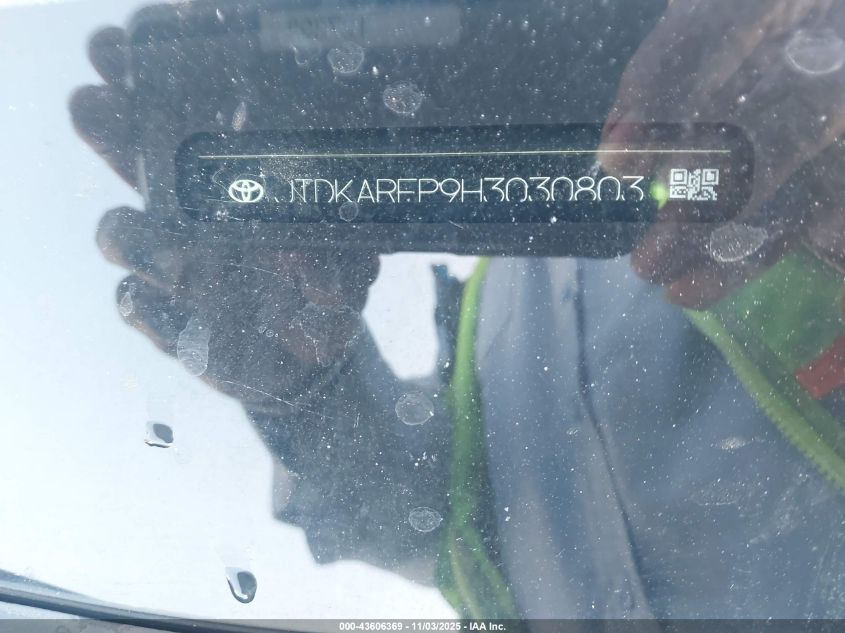 JTDKARFP9H3030803
000-43606369 - 11/03/2025 - IAA Inc.